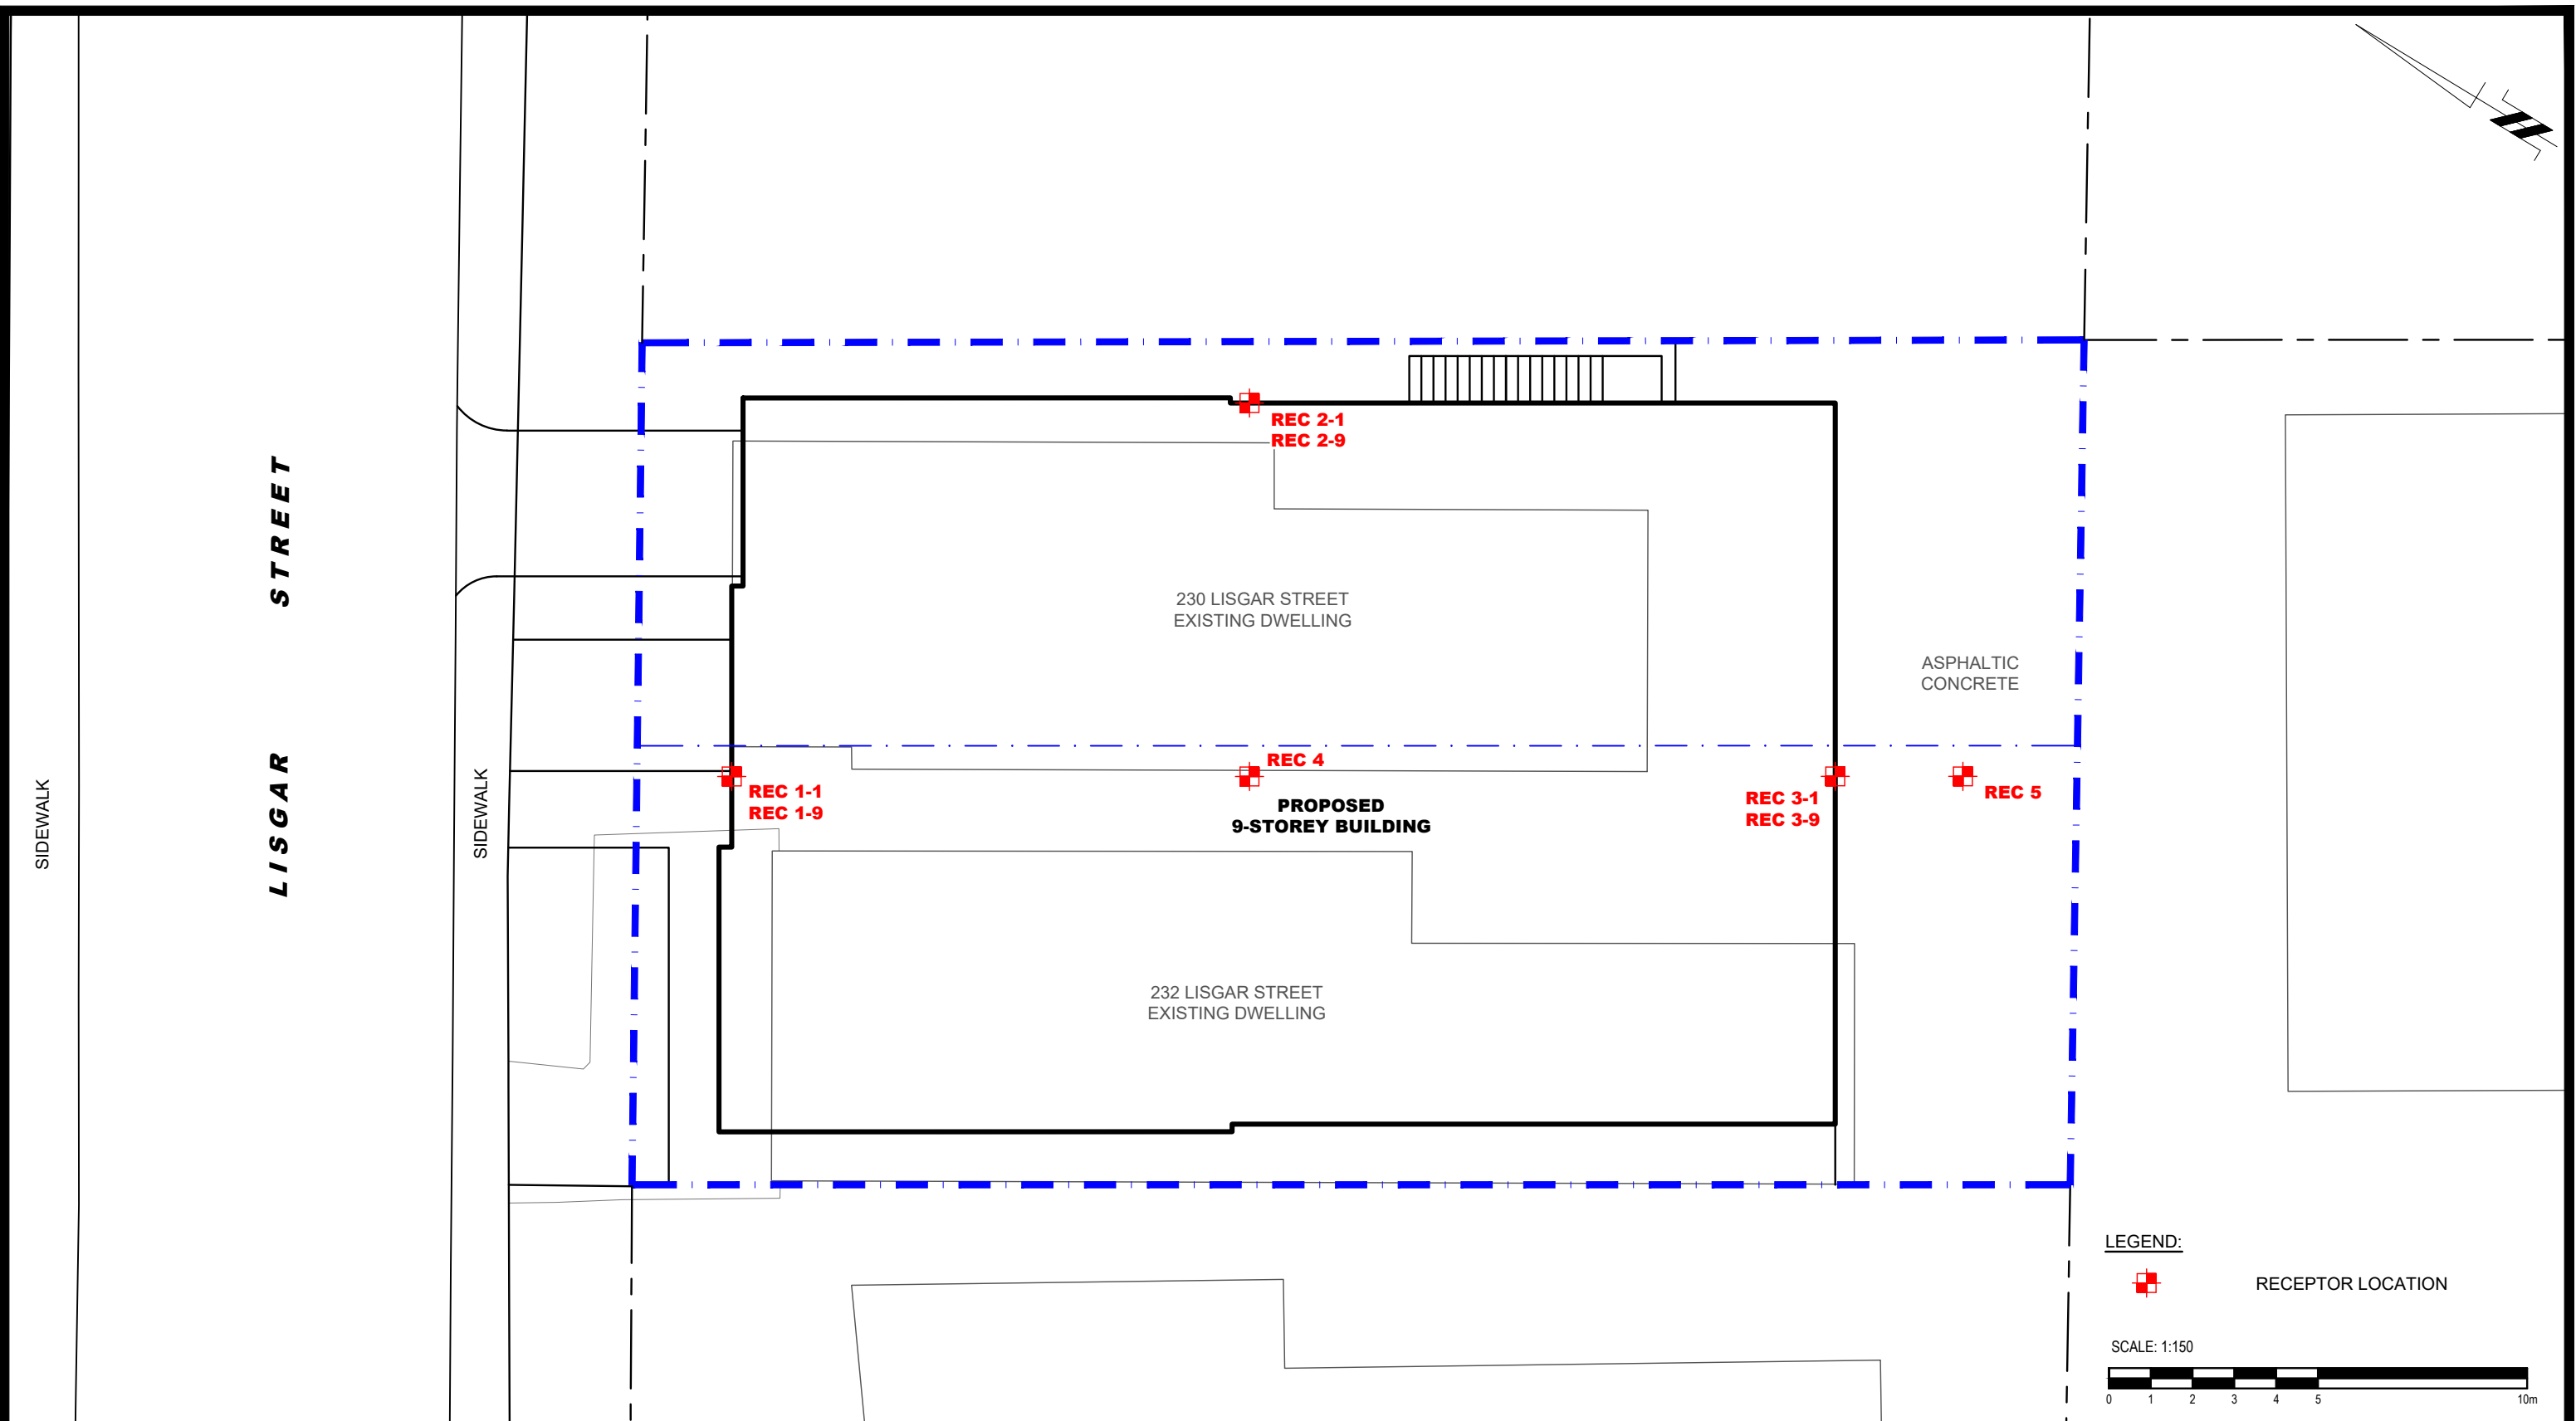 SIDEWALK
LISGAR STREET
SIDEWALK
REC 2-1
REC 2-9
230 LISGAR STREET
EXISTING DWELLING
ASPHALTIC
CONCRETE
REC 1-1
REC 1-9
REC 4
PROPOSED
9-STOREY BUILDING
REC 3-1
REC 3-9
REC 5
232 LISGAR STREET
EXISTING DWELLING
LEGEND:
RECEPTOR LOCATION
SCALE: 1:150
0 1 2 3 4 5 10m